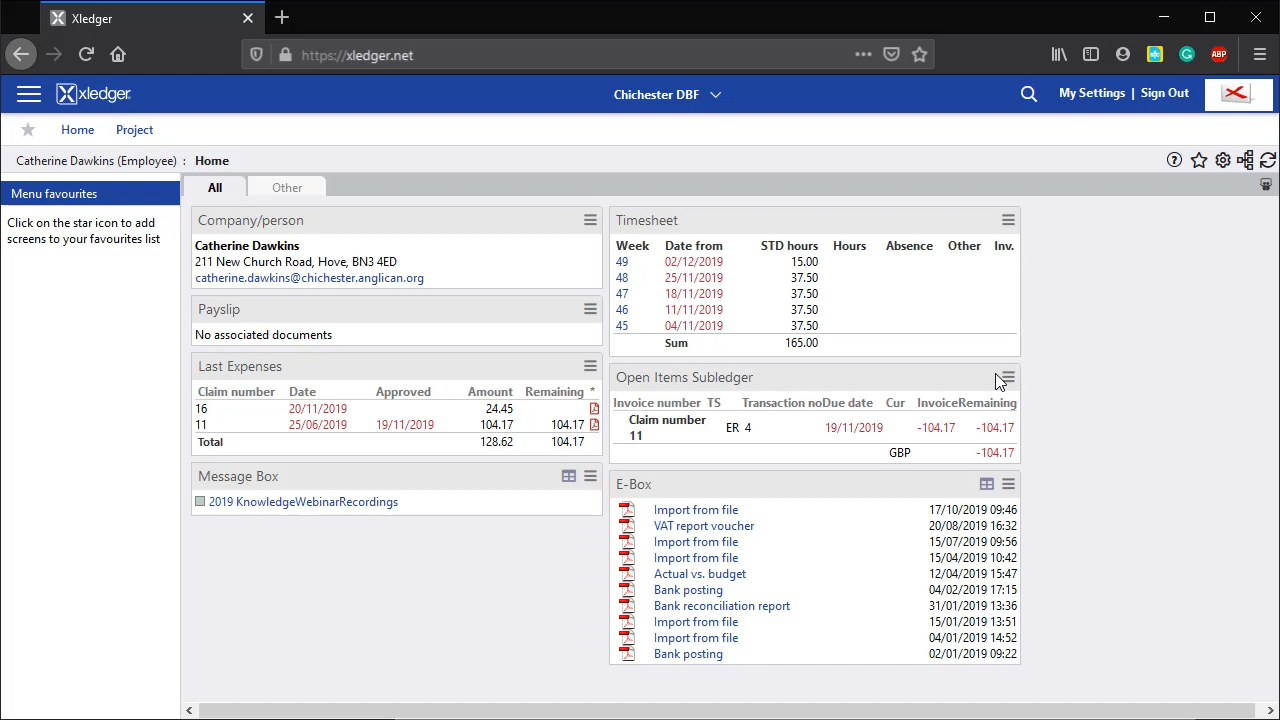 Xledger
https://xledger.net
ABP
xledger
Chichester DBF
My Settings | Sign Out
Home Project
Catherine Dawkins (Employee) : Home
Menu favourites
Click on the star icon to add
screens to your favourites list
All Other
Company/person
Catherine Dawkins
211 New Church Road, Hove, BN3 4ED
catherine.dawkins@chichester.anglican.org
Payslip
No associated documents
Last Expenses
Claim number Date Approved Amount Remaining *
16 20/11/2019 24.45
11 25/06/2019 19/11/2019 104.17 104.17
Total 128.62 104.17
Message Box
2019 KnowledgeWebinarRecordings
Timesheet
Week Date from STD hours Hours Absence Other Inv.
49 02/12/2019 15.00
48 25/11/2019 37.50
47 18/11/2019 37.50
46 11/11/2019 37.50
45 04/11/2019 37.50
Sum 165.00
Open Items Subledger
Invoice number TS Transaction noDue date Cur InvoiceRemaining
Claim number
11 ER 4 19/11/2019 -104.17 -104.17
GBP -104.17
E-Box
Import from file 17/10/2019 09:46
VAT report voucher 20/08/2019 16:32
Import from file 15/07/2019 09:56
Import from file 15/04/2019 10:42
Actual vs. budget 12/04/2019 15:47
Bank posting 04/02/2019 17:15
Bank reconciliation report 31/01/2019 13:36
Import from file 15/01/2019 13:51
Import from file 04/01/2019 14:52
Bank posting 02/01/2019 09:22